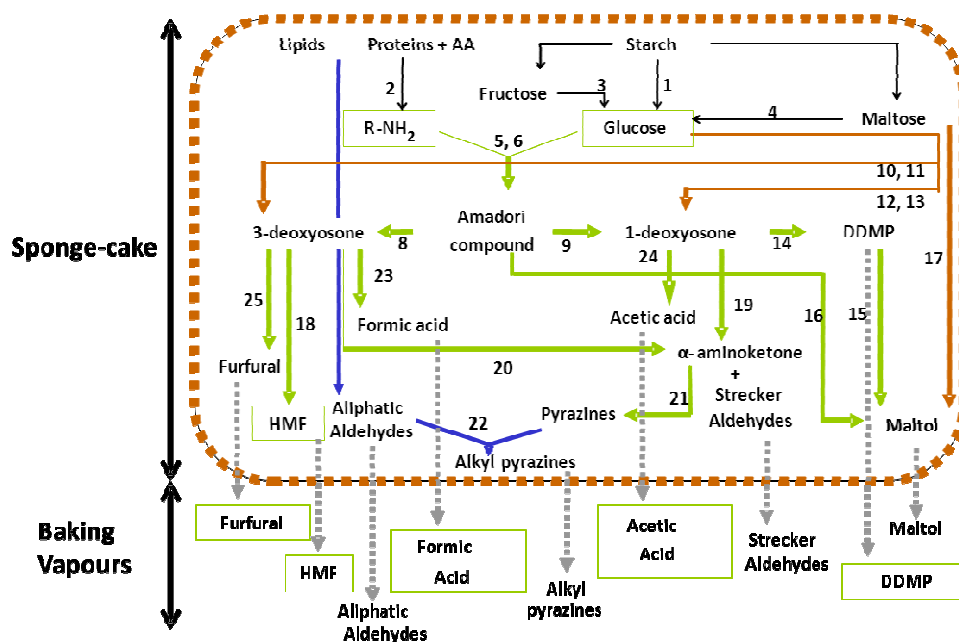 Lipids
Proteins + AA
Starch
2
Fructose
3
1
R-NH₂
Glucose
4
Maltose
5, 6
10, 11
12, 13
3-deoxyosone
8
Amadori
compound
9
1-deoxyosone
14
DDMP
Sponge-cake
17
23
24
25
18
19
16
15
Formic acid
Acetic acid
20
Furfural
α-aminoketone
+
Strecker
Aldehydes
21
HMF
Aliphatic
Aldehydes
22
Pyrazines
Maltol
Alkyl pyrazines
Baking
Vapours
Furfural
HMF
Aliphatic
Aldehydes
Formic
Acid
Alkyl
pyrazines
Acetic
Acid
Strecker
Aldehydes
Maltol
DDMP